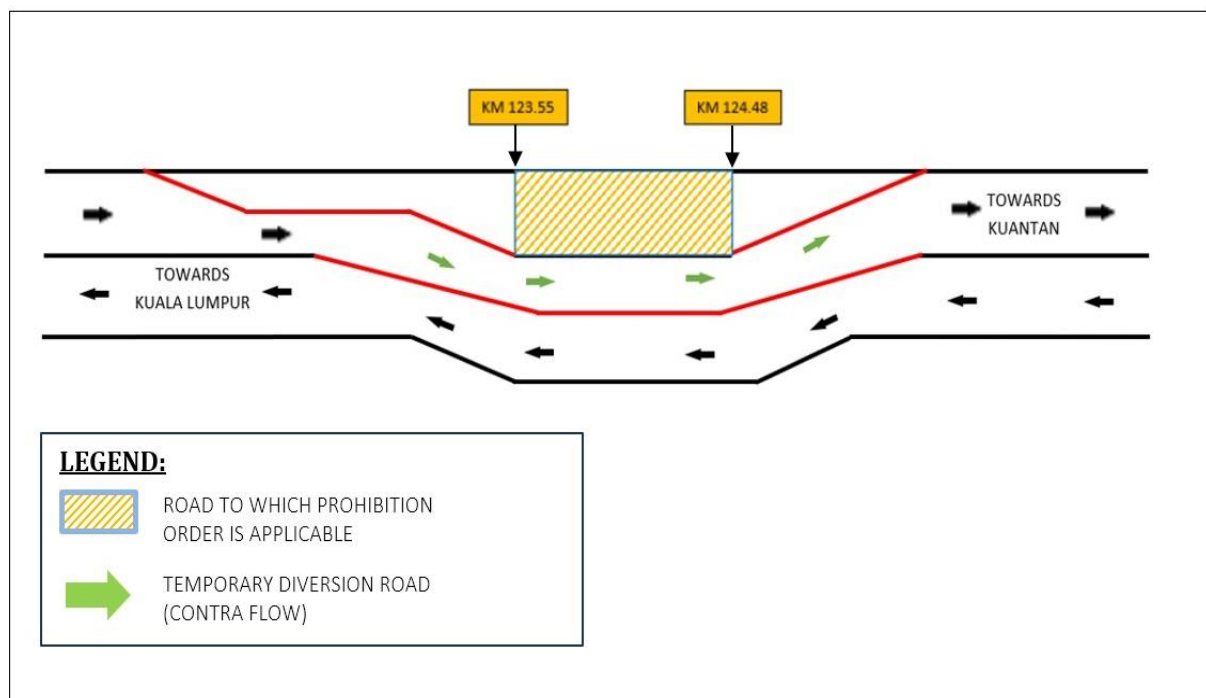 KM 123.55
KM 124.48
TOWARDS
KUANTAN
TOWARDS
KUALA LUMPUR
LEGEND:
ROAD TO WHICH PROHIBITION
ORDER IS APPLICABLE
TEMPORARY DIVERSION ROAD
(CONTRA FLOW)